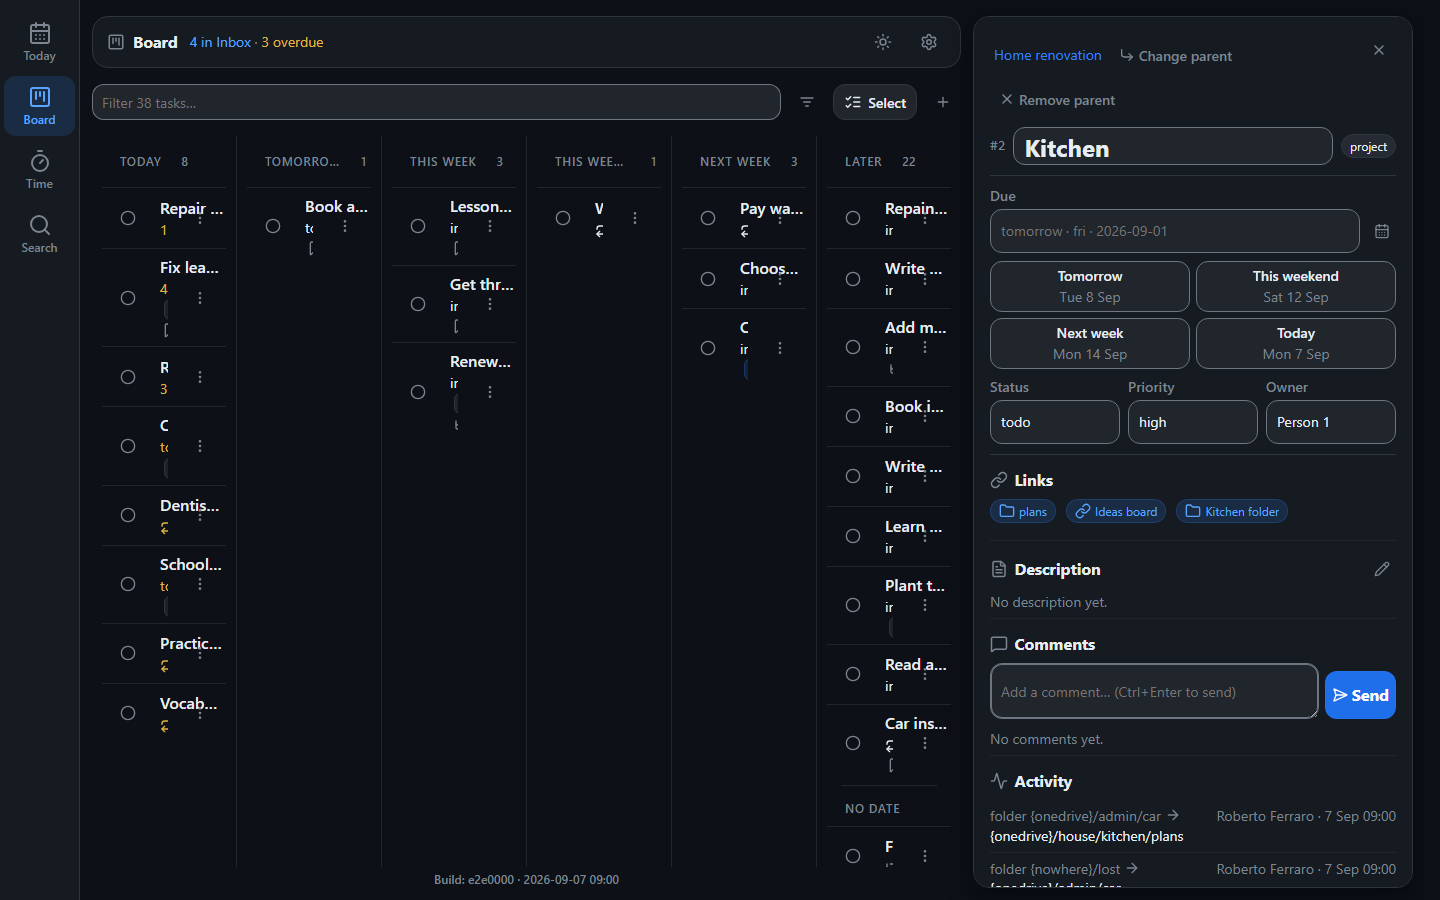 Today
Board
Time
Search
Board 4 in Inbox · 3 overdue
Filter 38 tasks...
Select
TODAY 8
Repair ...
1
Fix lea...
4
R
3
C
Dentis...
School...
Practic...
Vocab...
TOMORRO... 1
Book a...
THIS WEEK 3
Lesson...
Get thr...
Renew...
THIS WEE... 1
NEXT WEEK 3
Pay wa...
Choos...
C
LATER 22
Repain...
Write ...
Add m...
Book i...
Write ...
Learn ...
Plant t...
Read a...
Car ins...
NO DATE
F
Build: e2e0000 · 2026-09-07 09:00
Home renovation Change parent
Remove parent
#2 Kitchen project
Due
tomorrow · fri · 2026-09-01
Tomorrow
Tue 8 Sep
This weekend
Sat 12 Sep
Next week
Mon 14 Sep
Today
Mon 7 Sep
Status Priority Owner
todo high Person 1
Links
plans Ideas board Kitchen folder
Description
No description yet.
Comments
Add a comment... (Ctrl+Enter to send)
Send
No comments yet.
Activity
folder {onedrive}/admin/car → Roberto Ferraro · 7 Sep 09:00
{onedrive}/house/kitchen/plans
folder {nowhere}/lost → Roberto Ferraro · 7 Sep 09:00
{onedrive}/admin/car